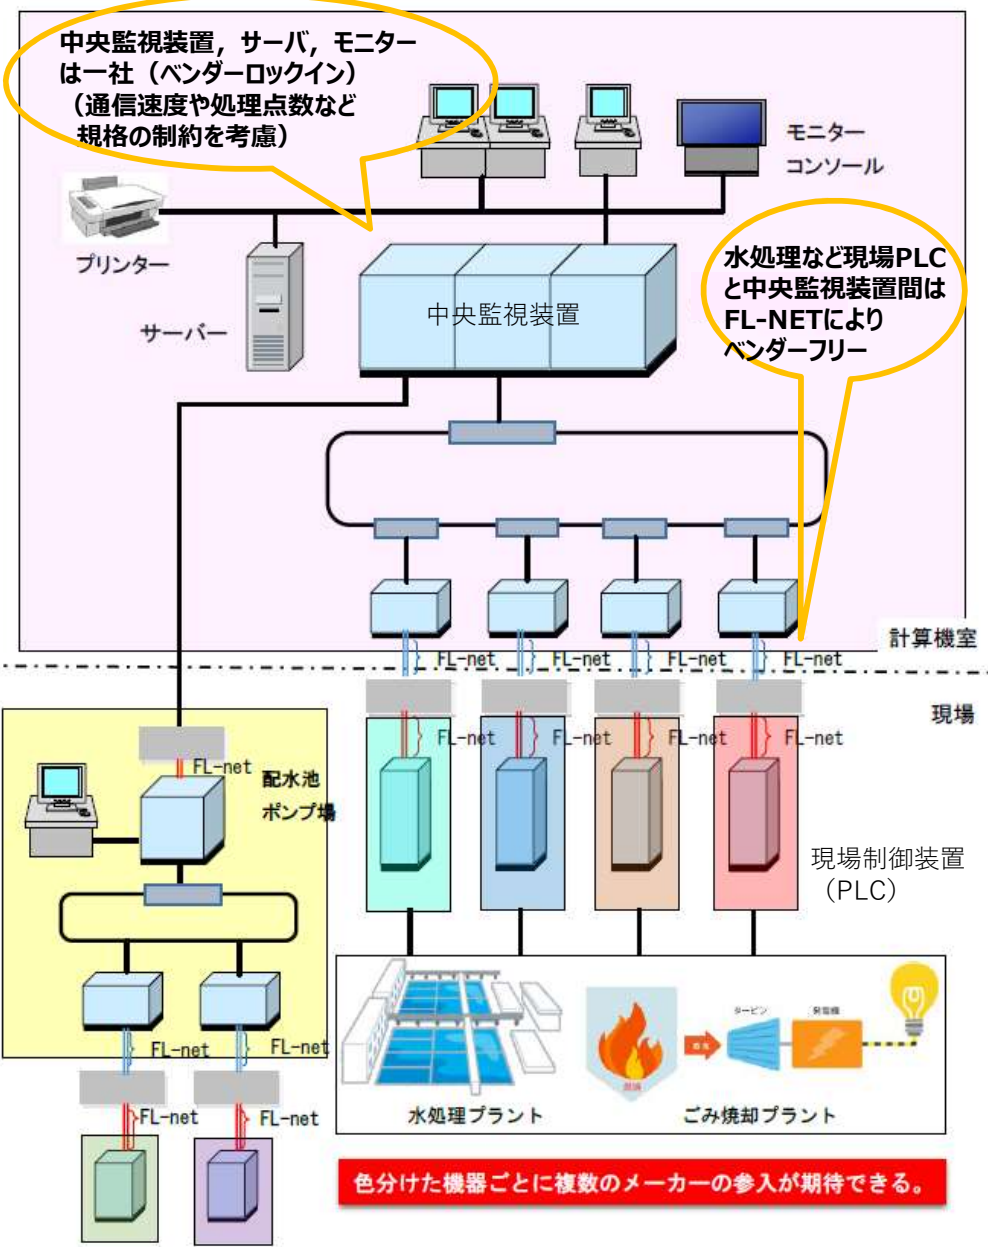 中央監視装置，サーバ，モニター
は一社（ベンダーロックイン）
（通信速度や処理点数など
規格の制約を考慮）
モニター
コンソール
プリンター
サーバー
中央監視装置
水処理など現場PLC
と中央監視装置間は
FL-NETにより
ベンダーフリー
計算機室
FL-net
FL-net
FL-net
FL-net
現場
FL-net
FL-net
FL-net
FL-net
FL-net
配水池
ポンプ場
現場制御装置
（PLC）
FL-net
FL-net
FL-net
FL-net
タービン
発電機
水処理プラント
ごみ焼却プラント
色分けた機器ごとに複数のメーカーの参入が期待できる。